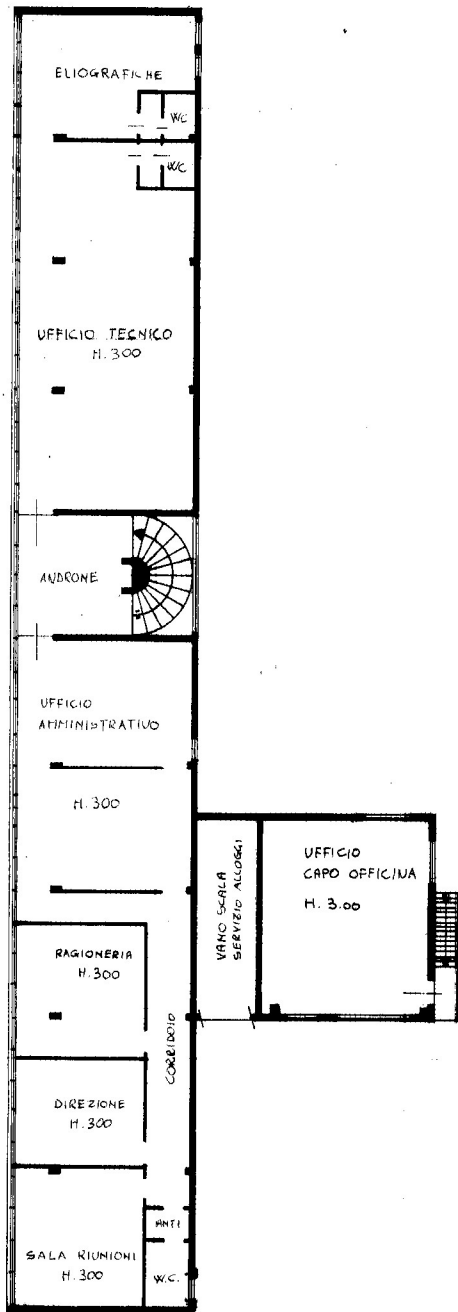 ELIOGRAFICHE
WC
WC
UFFICIO TECNICO
H. 300
ANDRONE
UFFICIO
AMMINISTRATIVO
H. 300
VANO SCALA
SERVIZIO ALLOGGI
UFFICIO
CAPO OFFICINA
H. 3.00
RAGIONERIA
H. 300
CORRIDOIO
DIREZIONE
H. 300
ANTI
SALA RIUNIONI
H. 300
W.C.